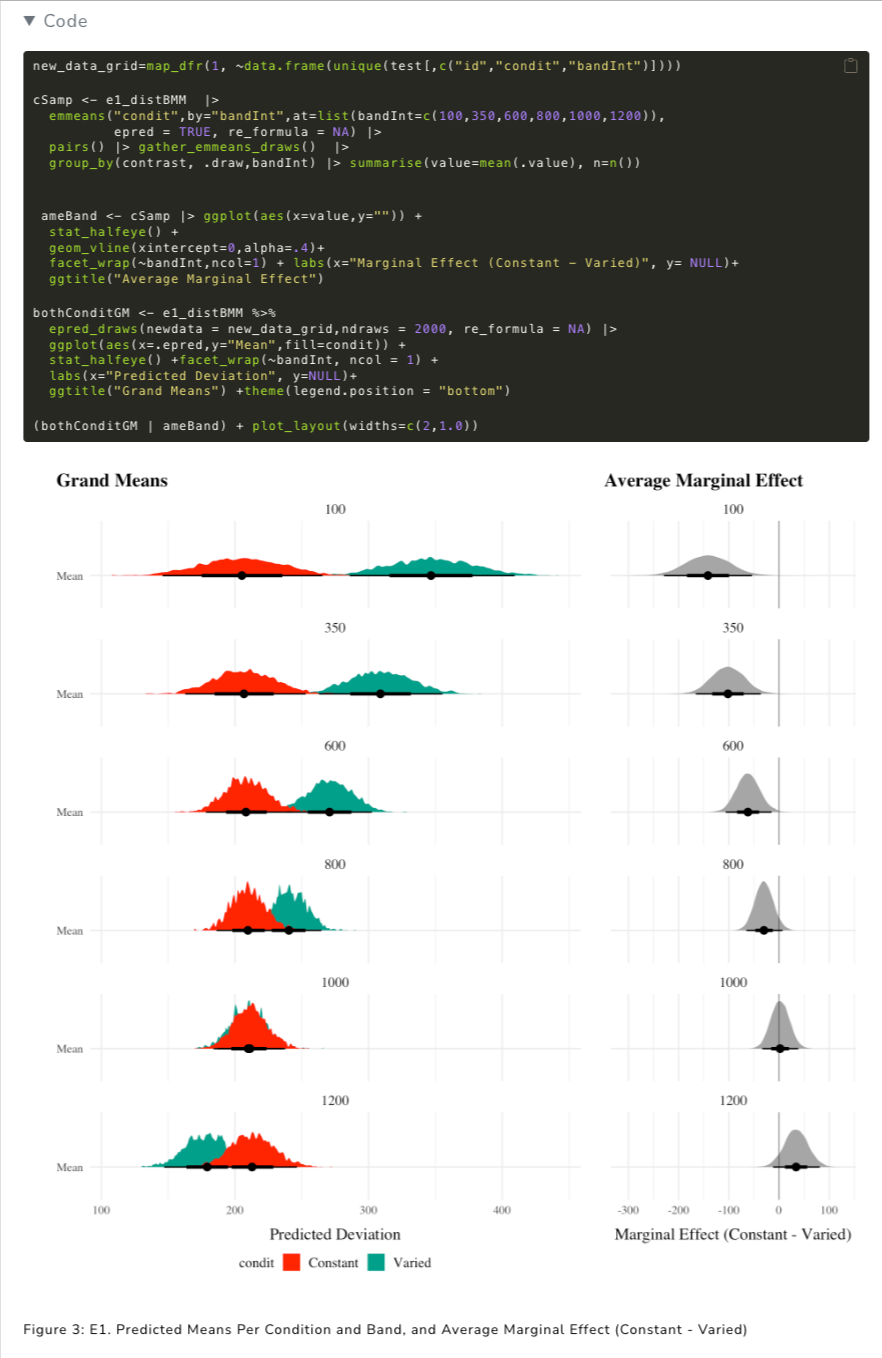 ▼ Code
new_data_grid=map_dfr(1, ~data.frame(unique(test[,c("id","condit","bandInt")])))
cSamp <- e1_distBMM  |>
  emmeans("condit",by="bandInt",at=list(bandInt=c(100,350,600,800,1000,1200)),
          epred = TRUE, re_formula = NA) |>
  pairs() |> gather_emmeans_draws()  |>
  group_by(contrast, .draw,bandInt) |> summarise(value=mean(.value), n=n())
 ameBand <- cSamp |> ggplot(aes(x=value,y="")) +
  stat_halfeye() +
  geom_vline(xintercept=0,alpha=.4)+
  facet_wrap(~bandInt,ncol=1) + labs(x="Marginal Effect (Constant - Varied)", y= NULL)+
  ggtitle("Average Marginal Effect")
bothConditGM <- e1_distBMM %>%
  epred_draws(newdata = new_data_grid,ndraws = 2000, re_formula = NA) |>
  ggplot(aes(x=.epred,y="Mean",fill=condit)) +
  stat_halfeye() +facet_wrap(~bandInt, ncol = 1) +
  labs(x="Predicted Deviation", y=NULL)+
  ggtitle("Grand Means") +theme(legend.position = "bottom")
(bothConditGM | ameBand) + plot_layout(widths=c(2,1.0))
Grand Means
100
Mean
350
Mean
600
Mean
800
Mean
1000
Mean
1200
Mean
100 200 300 400
Predicted Deviation
condit Constant Varied
Average Marginal Effect
100
350
600
800
1000
1200
-300 -200 -100 0 100
Marginal Effect (Constant - Varied)
Figure 3: E1. Predicted Means Per Condition and Band, and Average Marginal Effect (Constant - Varied)